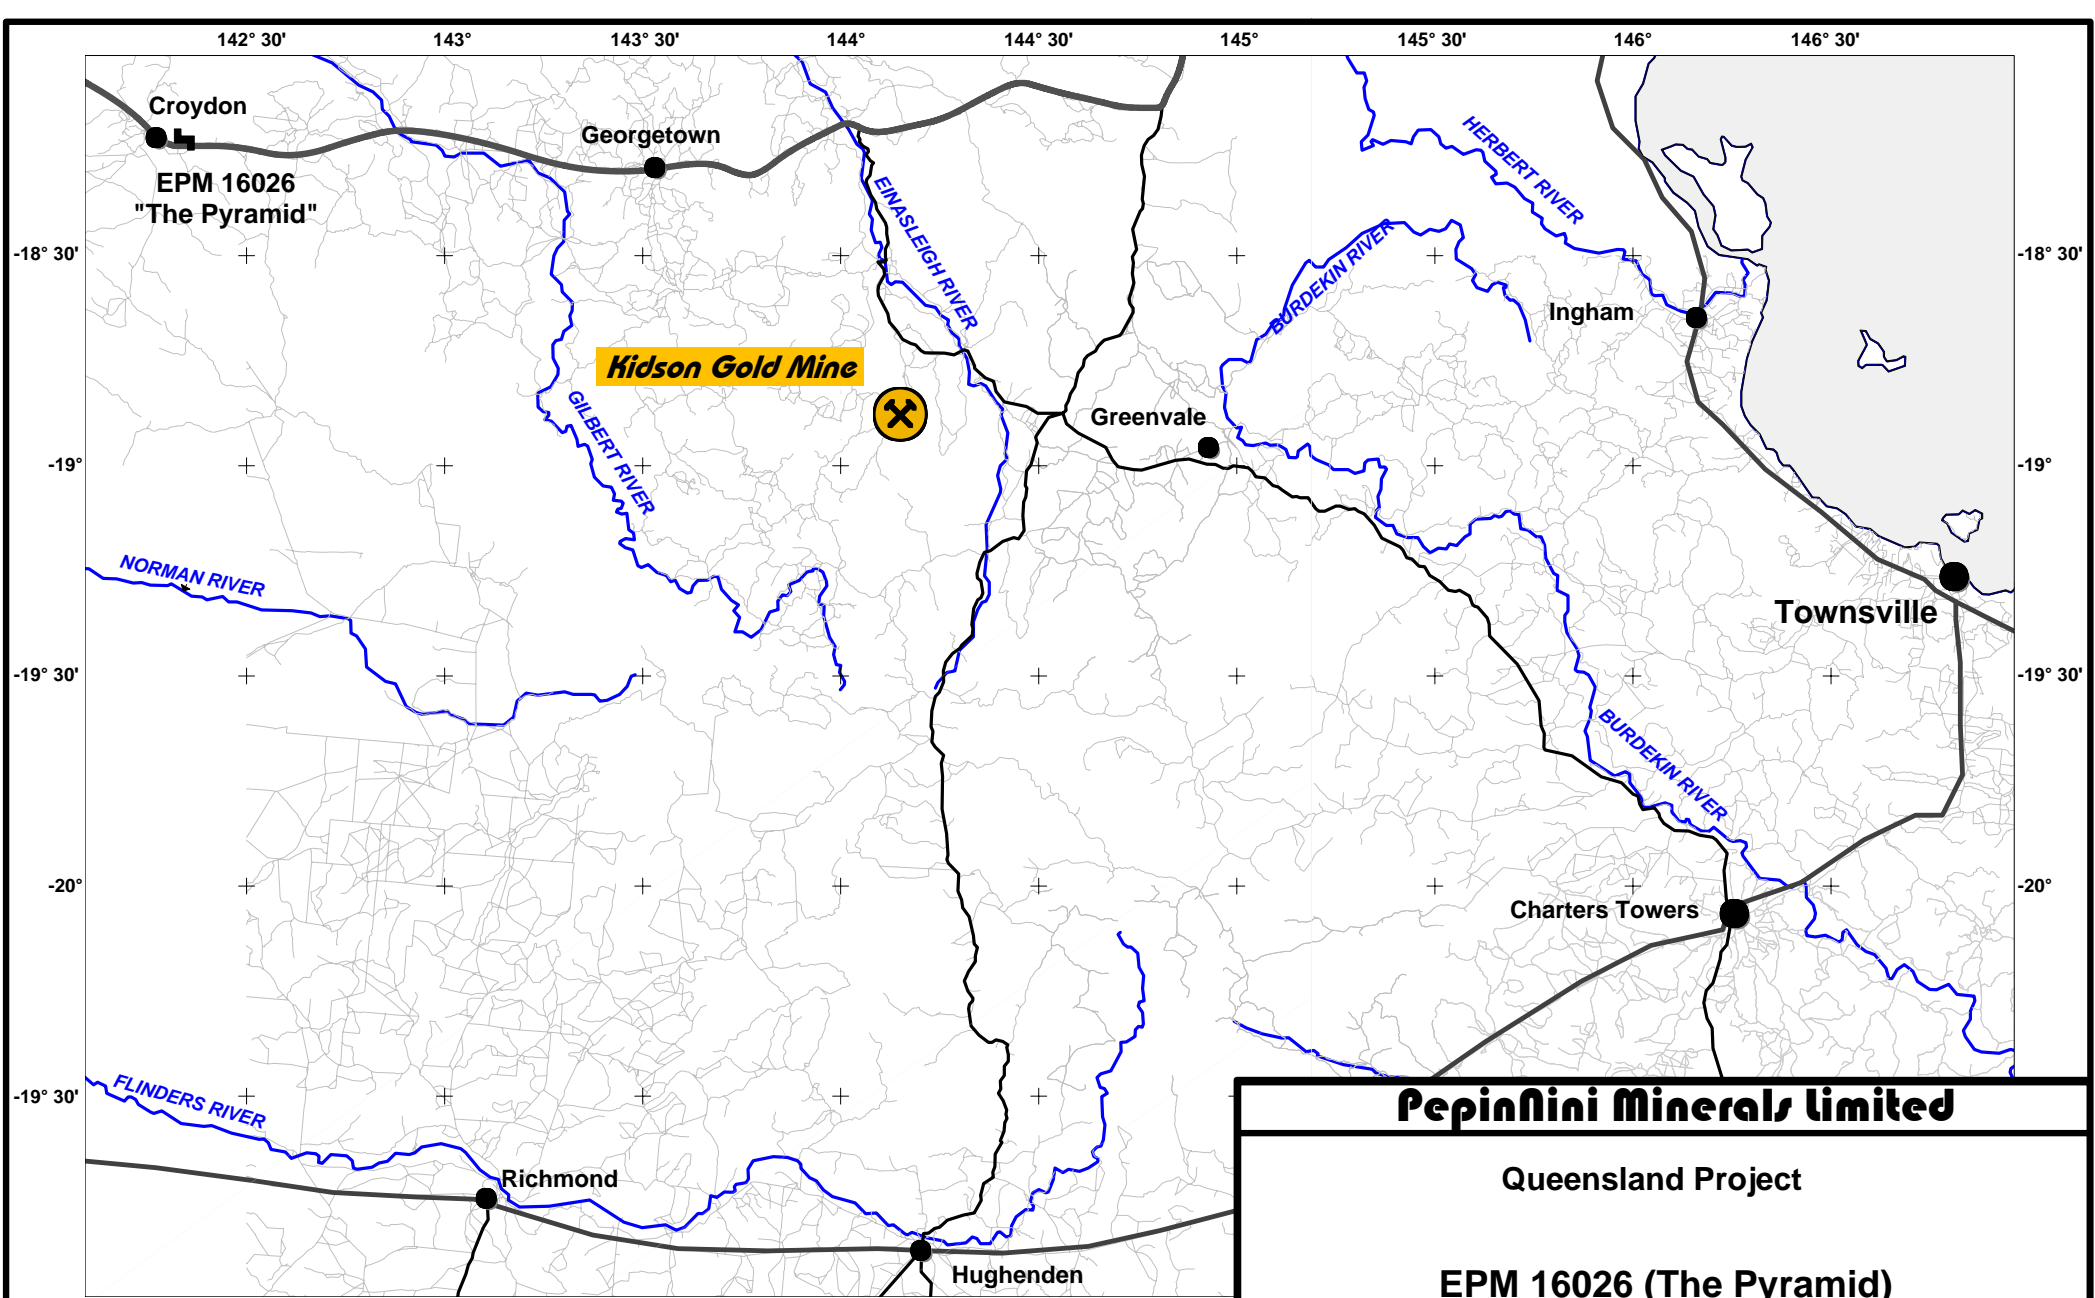 142° 30'
143°
143° 30'
144°
144° 30'
145°
145° 30'
146°
146° 30'
Croydon
Georgetown
EPM 16026
"The Pyramid"
HERBERT RIVER
EINASLEIGH RIVER
-18° 30'
-18° 30'
BURDEKIN RIVER
Ingham
Kidson Gold Mine
GILBERT RIVER
Greenvale
-19°
-19°
NORMAN RIVER
Townsville
-19° 30'
-19° 30'
BURDEKIN RIVER
-20°
-20°
Charters Towers
-19° 30'
FLINDERS RIVER
PepinNini Minerals Limited
Richmond
Queensland Project
Hughenden
EPM 16026 (The Pyramid)